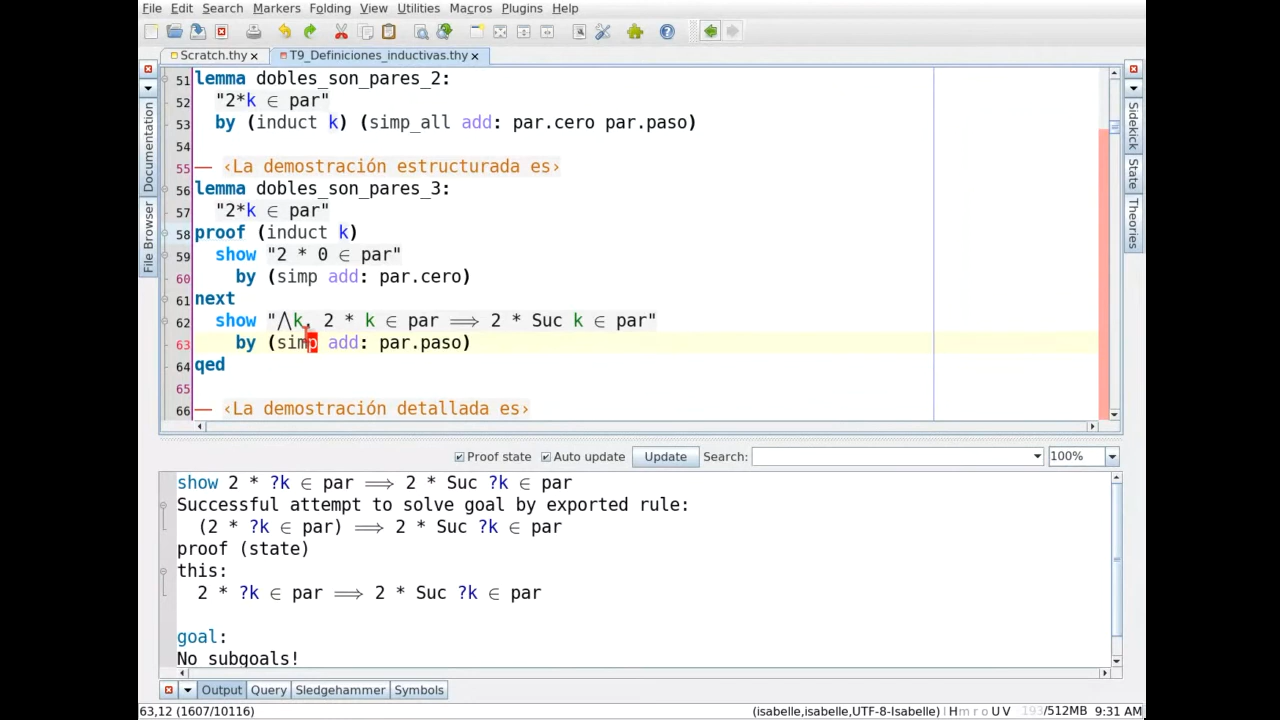 File Edit Search Markers Folding View Utilities Macros Plugins Help
Scratch.thy
T9_Definiciones_inductivas.thy
51 lemma dobles_son_pares_2:
52 "2*k ∈ par"
53 by (induct k) (simp_all add: par.cero par.paso)
54
55 — ‹La demostración estructurada es›
56 lemma dobles_son_pares_3:
57 "2*k ∈ par"
58 proof (induct k)
59 show "2 * 0 ∈ par"
60 by (simp add: par.cero)
61 next
62 show "⋀k. 2 * k ∈ par ⟹ 2 * Suc k ∈ par"
63 by (simp add: par.paso)
64 qed
65
66 — ‹La demostración detallada es›
Documentation
File Browser
Sidekick
State
Theories
Proof state Auto update Update Search: 100%
show 2 * ?k ∈ par ⟹ 2 * Suc ?k ∈ par
Successful attempt to solve goal by exported rule:
(2 * ?k ∈ par) ⟹ 2 * Suc ?k ∈ par
proof (state)
this:
2 * ?k ∈ par ⟹ 2 * Suc ?k ∈ par
goal:
No subgoals!
Output Query Sledgehammer Symbols
63,12 (1607/10116) (isabelle,isabelle,UTF-8-Isabelle) H m r o U V 193/512MB 9:31 AM